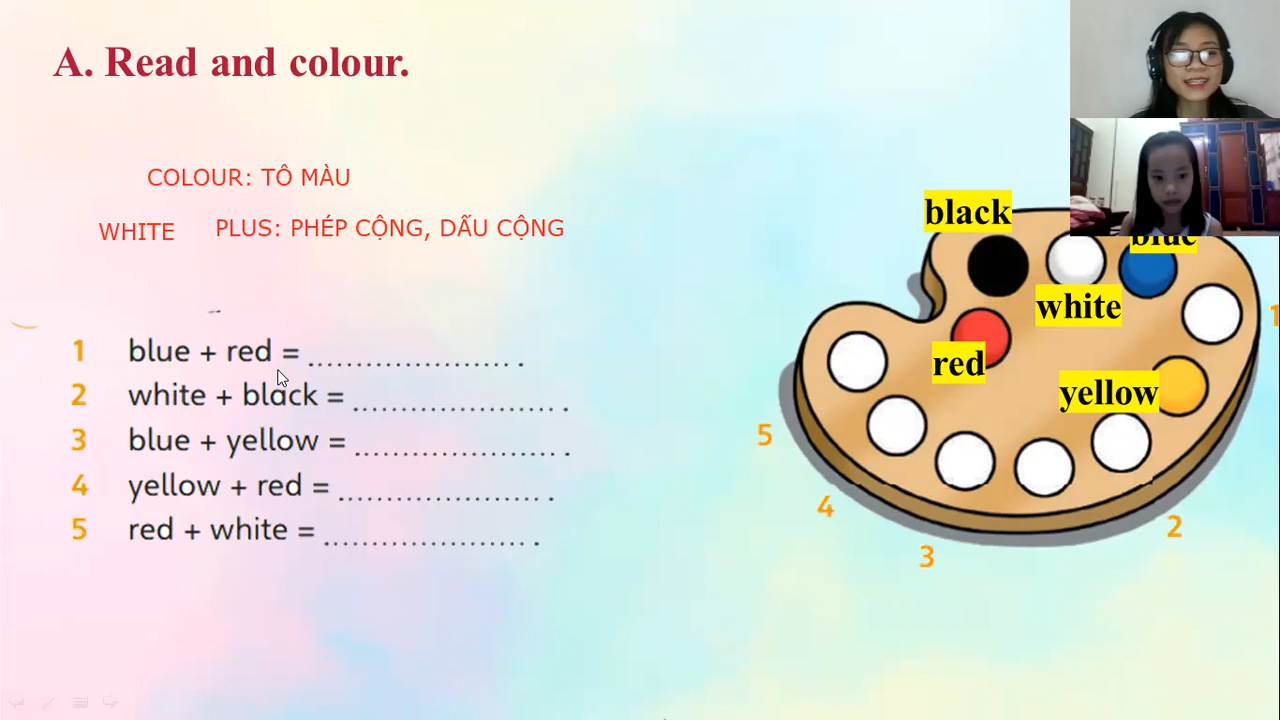 A. Read and colour.
COLOUR: TÔ MÀU
WHITE PLUS: PHÉP CỘNG, DẤU CỘNG
1 blue + red = ..................... .
2 white + black = ..................... .
3 blue + yellow = ..................... .
4 yellow + red = ..................... .
5 red + white = ..................... .
black
blue
white
red
yellow
1
5
4
3
2